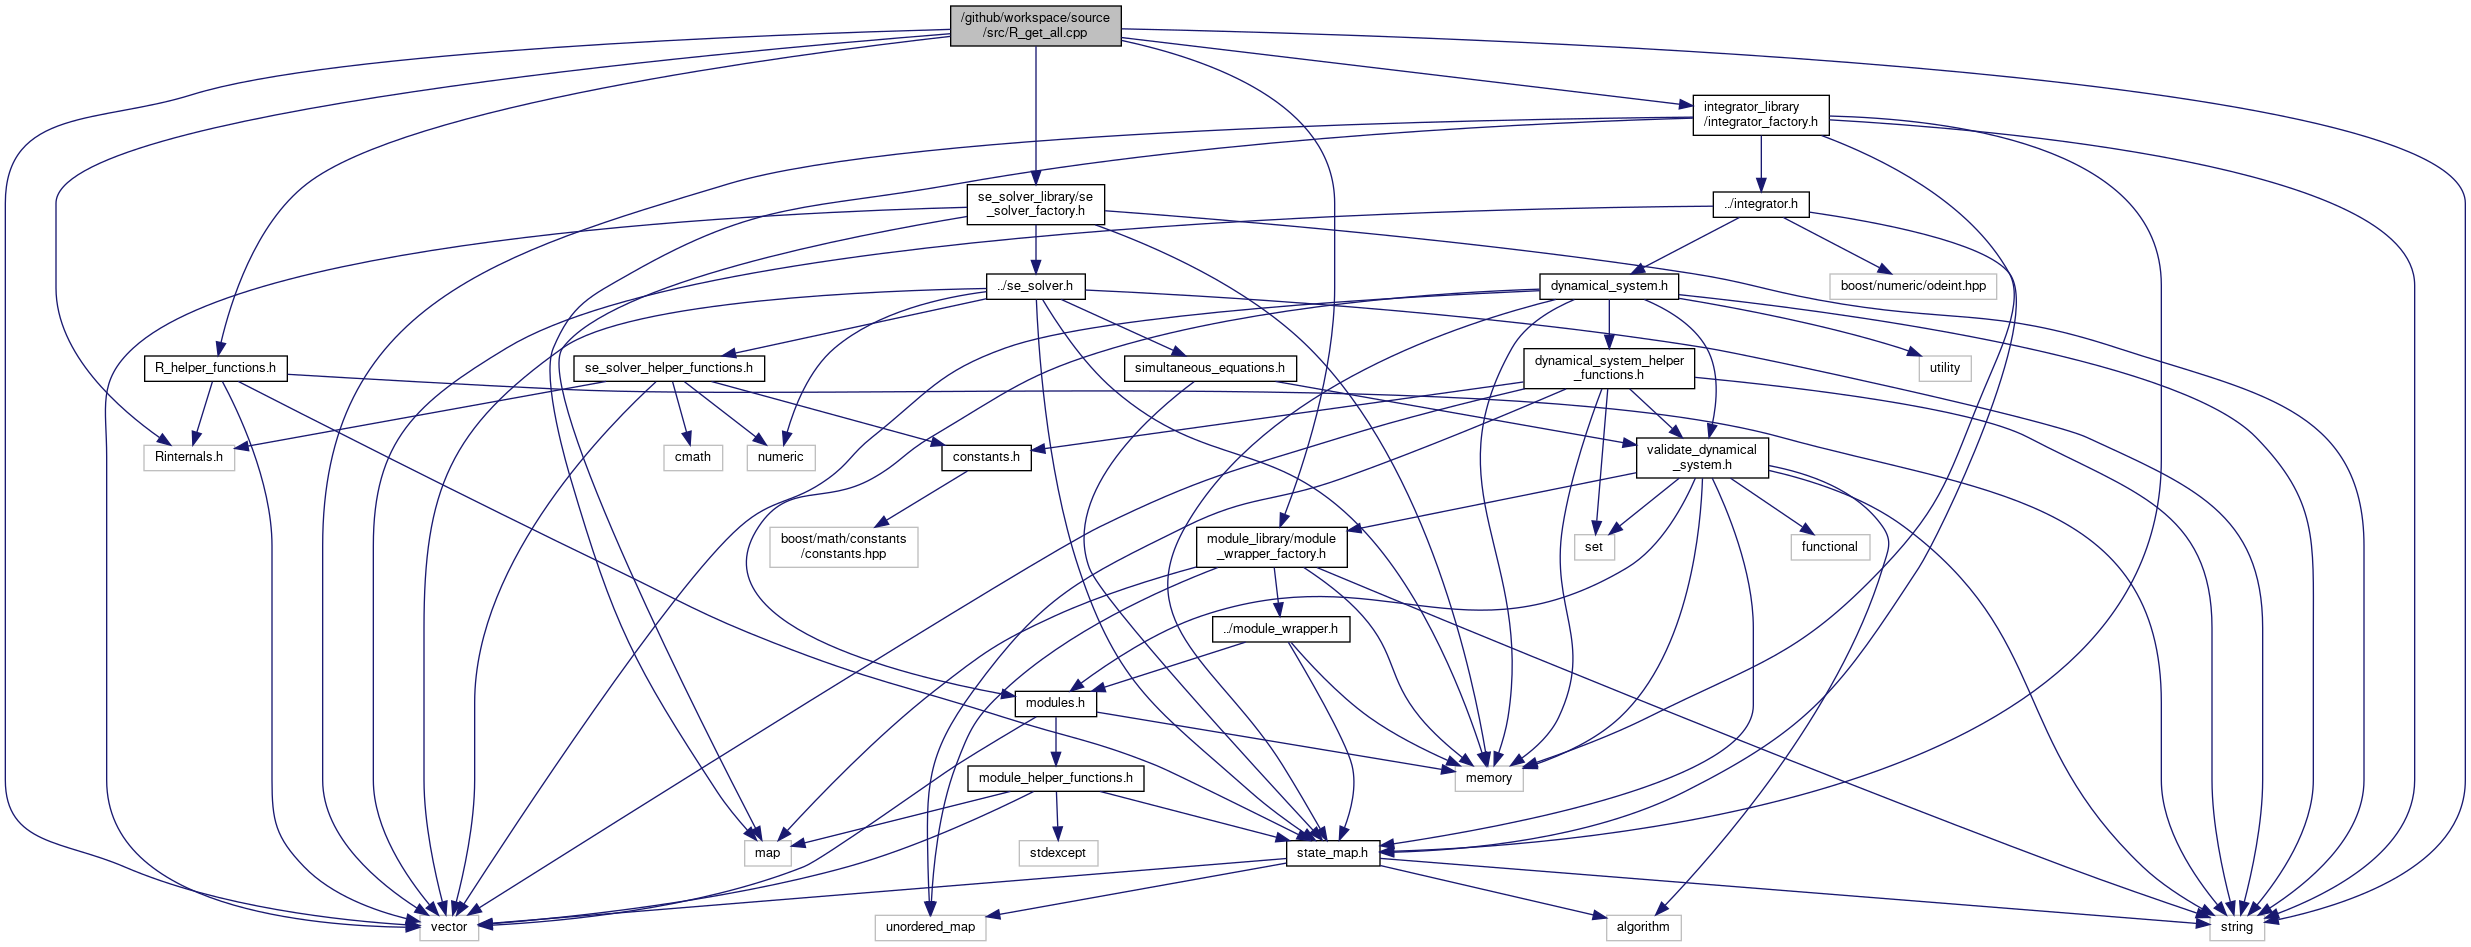 /github/workspace/source
/src/R_get_all.cpp
integrator_library
/integrator_factory.h
se_solver_library/se
_solver_factory.h
../integrator.h
../se_solver.h
dynamical_system.h
boost/numeric/odeint.hpp
R_helper_functions.h
se_solver_helper_functions.h
simultaneous_equations.h
dynamical_system_helper
_functions.h
utility
Rinternals.h
cmath
numeric
constants.h
validate_dynamical
_system.h
boost/math/constants
/constants.hpp
module_library/module
_wrapper_factory.h
set
functional
../module_wrapper.h
modules.h
module_helper_functions.h
memory
map
stdexcept
state_map.h
vector
unordered_map
algorithm
string